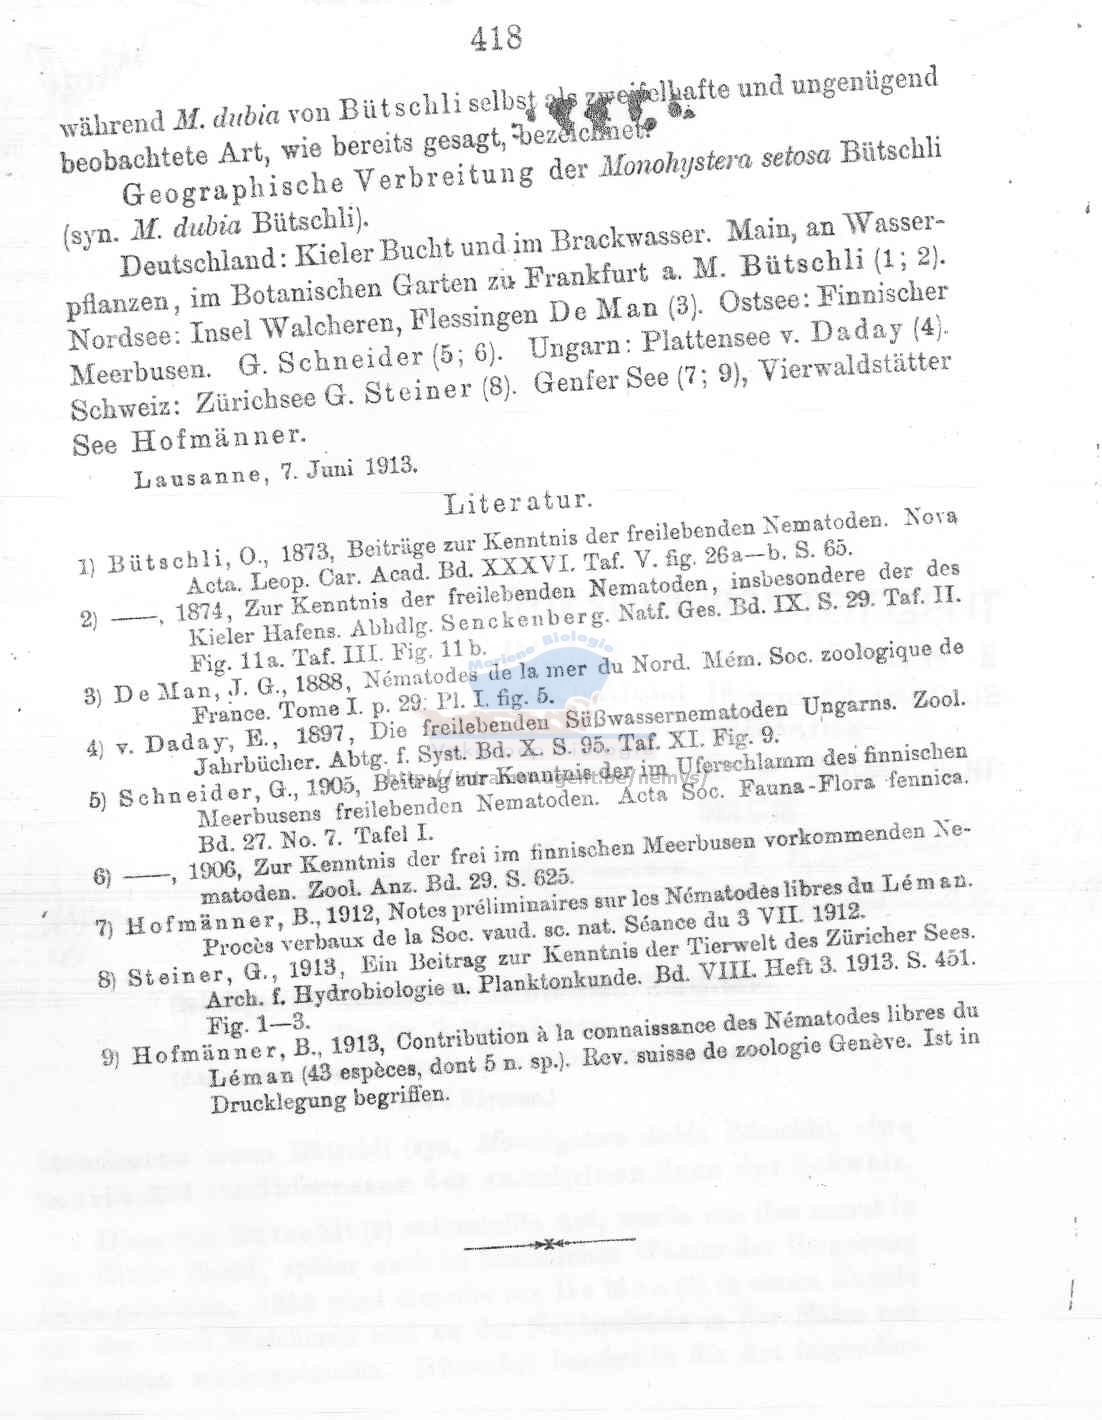 418
während M. dubia von Bütschli selbst als zweifelhafte und ungenügend
beobachtete Art, wie bereits gesagt, bezeichnet.
Geographische Verbreitung der Monohystera setosa Bütschli
(syn. M. dubia Bütschli).
Deutschland: Kieler Bucht und im Brackwasser. Main, an Wasser-
pflanzen, im Botanischen Garten zu Frankfurt a. M. Bütschli (1; 2).
Nordsee: Insel Walcheren, Flessingen De Man (3). Ostsee: Finnischer
Meerbusen. G. Schneider (5; 6). Ungarn: Plattensee v. Daday (4).
Schweiz: Zürichsee G. Steiner (8). Genfer See (7; 9), Vierwaldstätter
See Hofmänner.
Lausanne, 7. Juni 1913.
Literatur.
1) Bütschli, O., 1873, Beiträge zur Kenntnis der freilebenden Nematoden. Nova
Acta. Leop. Car. Acad. Bd. XXXVI. Taf. V. fig. 26a—b. S. 65.
2) ——, 1874, Zur Kenntnis der freilebenden Nematoden, insbesondere der des
Kieler Hafens. Abhdlg. Senckenberg. Natf. Ges. Bd. IX. S. 29. Taf. II.
Fig. 11a. Taf. III. Fig. 11b.
Mariene Biologie
3) De Man, J. G., 1888, Nématodes de la mer du Nord. Mém. Soc. zoologique de
France. Tome I. p. 29. Pl. I. fig. 5.
4) v. Daday, E., 1897, Die freilebenden Süßwassernematoden Ungarns. Zool.
Jahrbücher. Abtg. f. Syst. Bd. X. S. 95. Taf. XI. Fig. 9.
5) Schneider, G., 1905, Beitrag zur Kenntnis der im Uferschlamm des finnischen
Meerbusens freilebenden Nematoden. Acta Soc. Fauna-Flora fennica.
Bd. 27. No. 7. Tafel I.
6) ——, 1906, Zur Kenntnis der frei im finnischen Meerbusen vorkommenden Ne-
matoden. Zool. Anz. Bd. 29. S. 625.
7) Hofmänner, B., 1912, Notes préliminaires sur les Nématodes libres du Léman.
Procès verbaux de la Soc. vaud. sc. nat. Séance du 3 VII. 1912.
8) Steiner, G., 1913, Ein Beitrag zur Kenntnis der Tierwelt des Züricher Sees.
Arch. f. Hydrobiologie u. Planktonkunde. Bd. VIII. Heft 3. 1913. S. 451.
Fig. 1—3.
9) Hofmänner, B., 1913, Contribution à la connaissance des Nématodes libres du
Léman (43 espèces, dont 5 n. sp.). Rev. suisse de zoologie Genève. Ist in
Drucklegung begriffen.